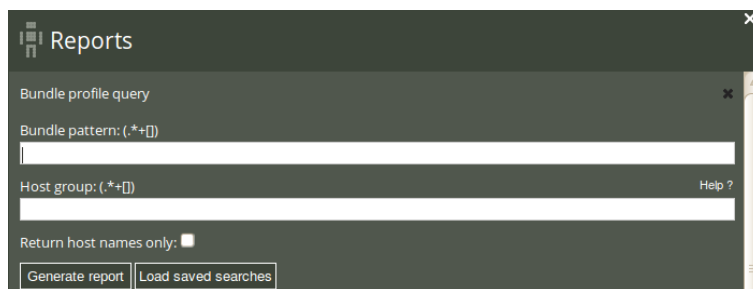 Reports
Bundle profile query
Bundle pattern: (.*+[])
Host group: (.*+[])
Help ?
Return host names only:
Generate report
Load saved searches